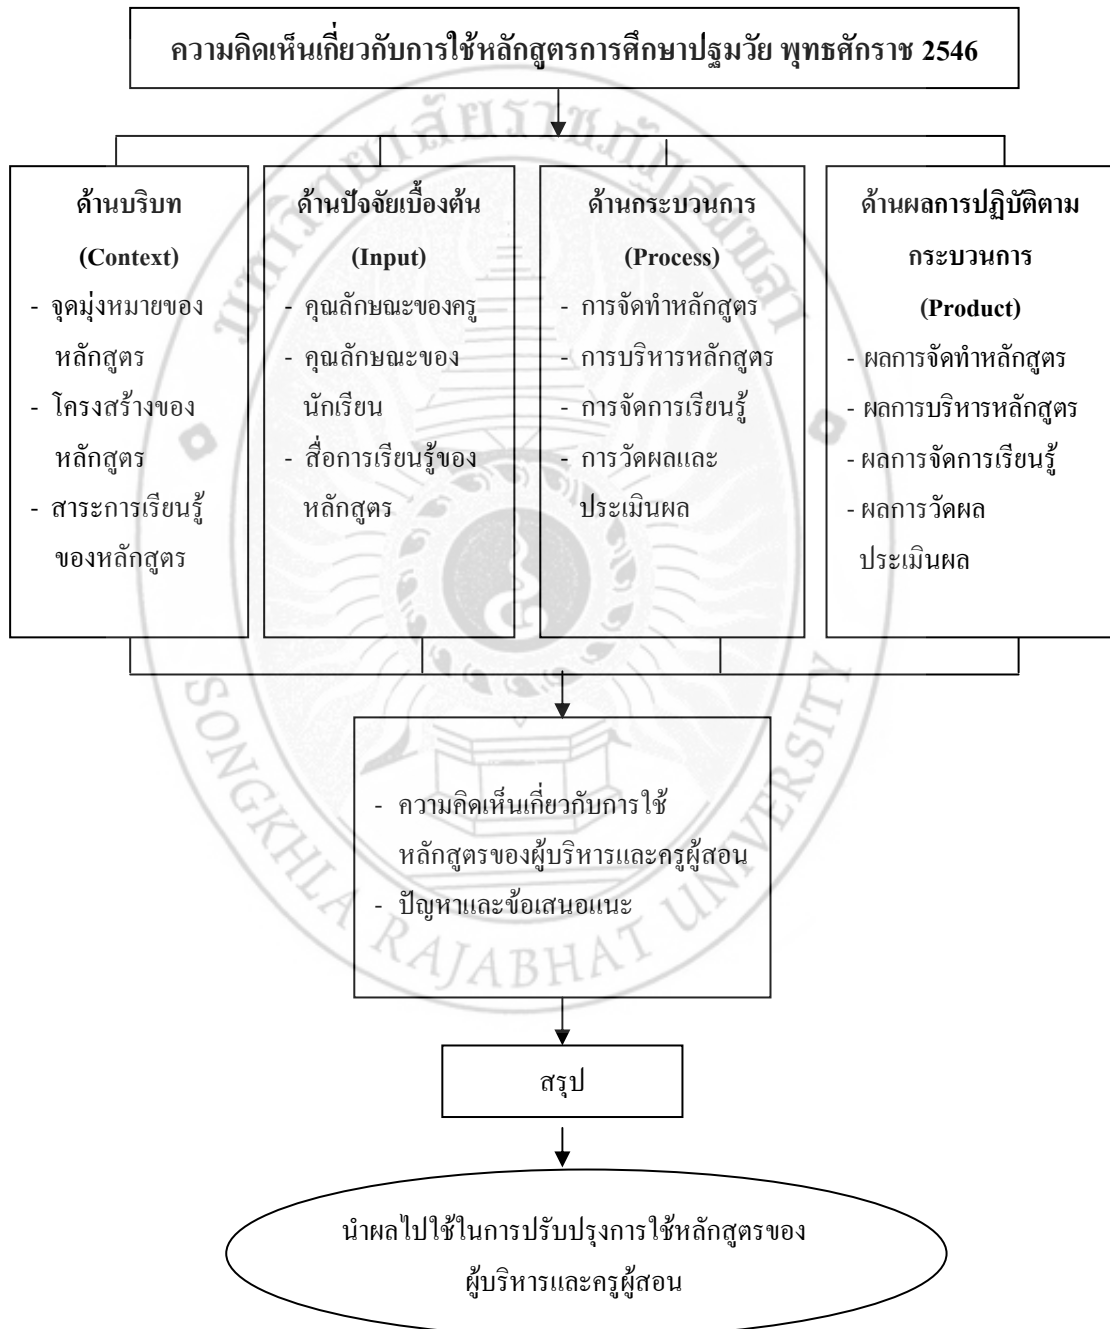 ความคิดเห็นเกี่ยวกับการใช้หลักสูตรการศึกษาปฐมวัย พุทธศักราช 2546
ด้านบริบท
(Context)
- จุดมุ่งหมายของ
หลักสูตร
- โครงสร้างของ
หลักสูตร
- สาระการเรียนรู้
ของหลักสูตร
ด้านปัจจัยเบื้องต้น
(Input)
- คุณลักษณะของครู
- คุณลักษณะของ
นักเรียน
- สื่อการเรียนรู้ของ
หลักสูตร
ด้านกระบวนการ
(Process)
- การจัดทำหลักสูตร
- การบริหารหลักสูตร
- การจัดการเรียนรู้
- การวัดผลและ
ประเมินผล
ด้านผลการปฏิบัติตาม
กระบวนการ
(Product)
- ผลการจัดทำหลักสูตร
- ผลการบริหารหลักสูตร
- ผลการจัดการเรียนรู้
- ผลการวัดผล
ประเมินผล
- ความคิดเห็นเกี่ยวกับการใช้
หลักสูตรของผู้บริหารและครูผู้สอน
- ปัญหาและข้อเสนอแนะ
สรุป
นำผลไปใช้ในการปรับปรุงการใช้หลักสูตรของ
ผู้บริหารและครูผู้สอน
มหาวิทยาลัยราชภัฏสงขลา
SONGKHLA RAJABHAT UNIVERSITY